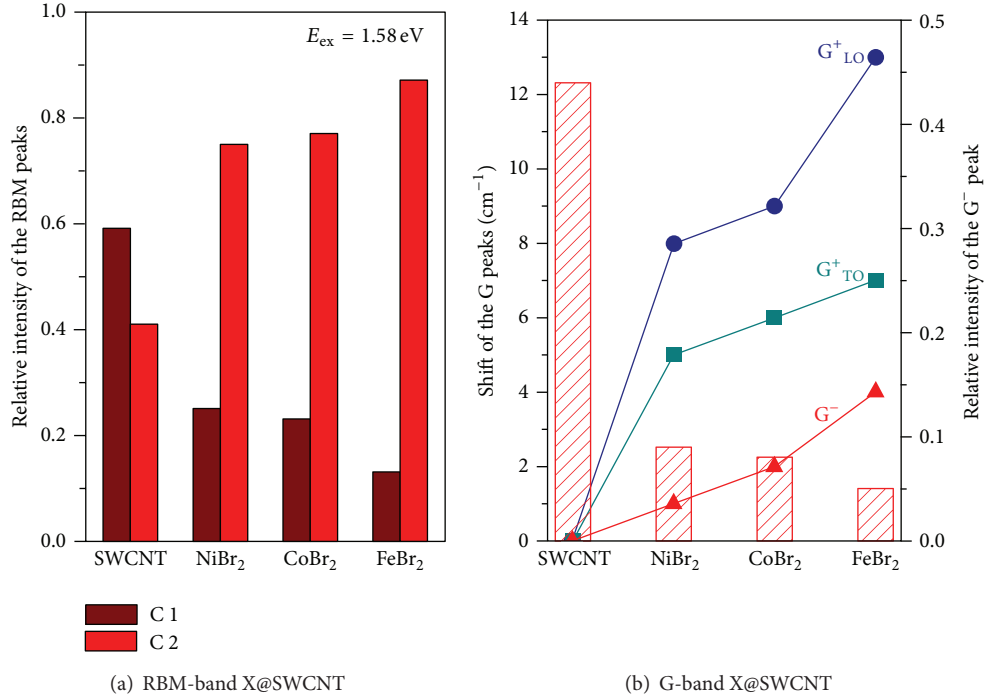 Relative intensity of the RBM peaks
1.0
0.8
0.6
0.4
0.2
0.0
E_ex = 1.58 eV
SWCNT NiBr₂ CoBr₂ FeBr₂
C 1
C 2
(a) RBM-band X@SWCNT
Shift of the G peaks (cm⁻¹)
14
12
10
8
6
4
2
0
G⁺_LO
G⁺_TO
G⁻
0.5
0.4
0.3
0.2
0.1
0.0
Relative intensity of the G⁻ peak
SWCNT NiBr₂ CoBr₂ FeBr₂
(b) G-band X@SWCNT